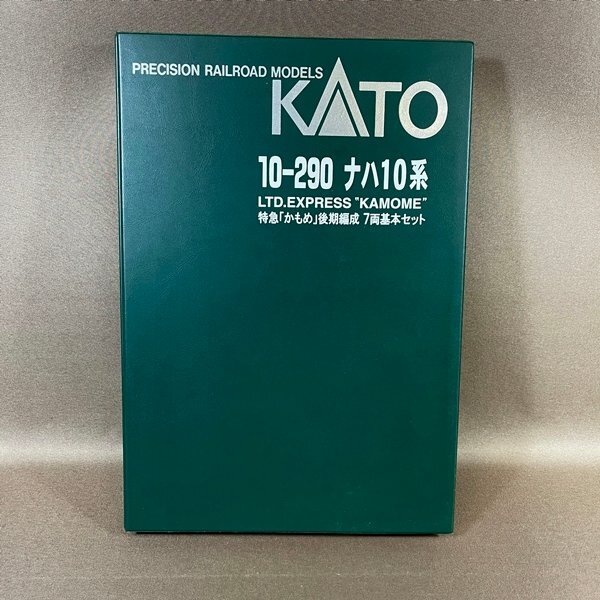 PRECISION RAILROAD MODELS
KATO
10-290 ナハ10系
LTD.EXPRESS "KAMOME"
特急「かもめ」後期編成 7両基本セット